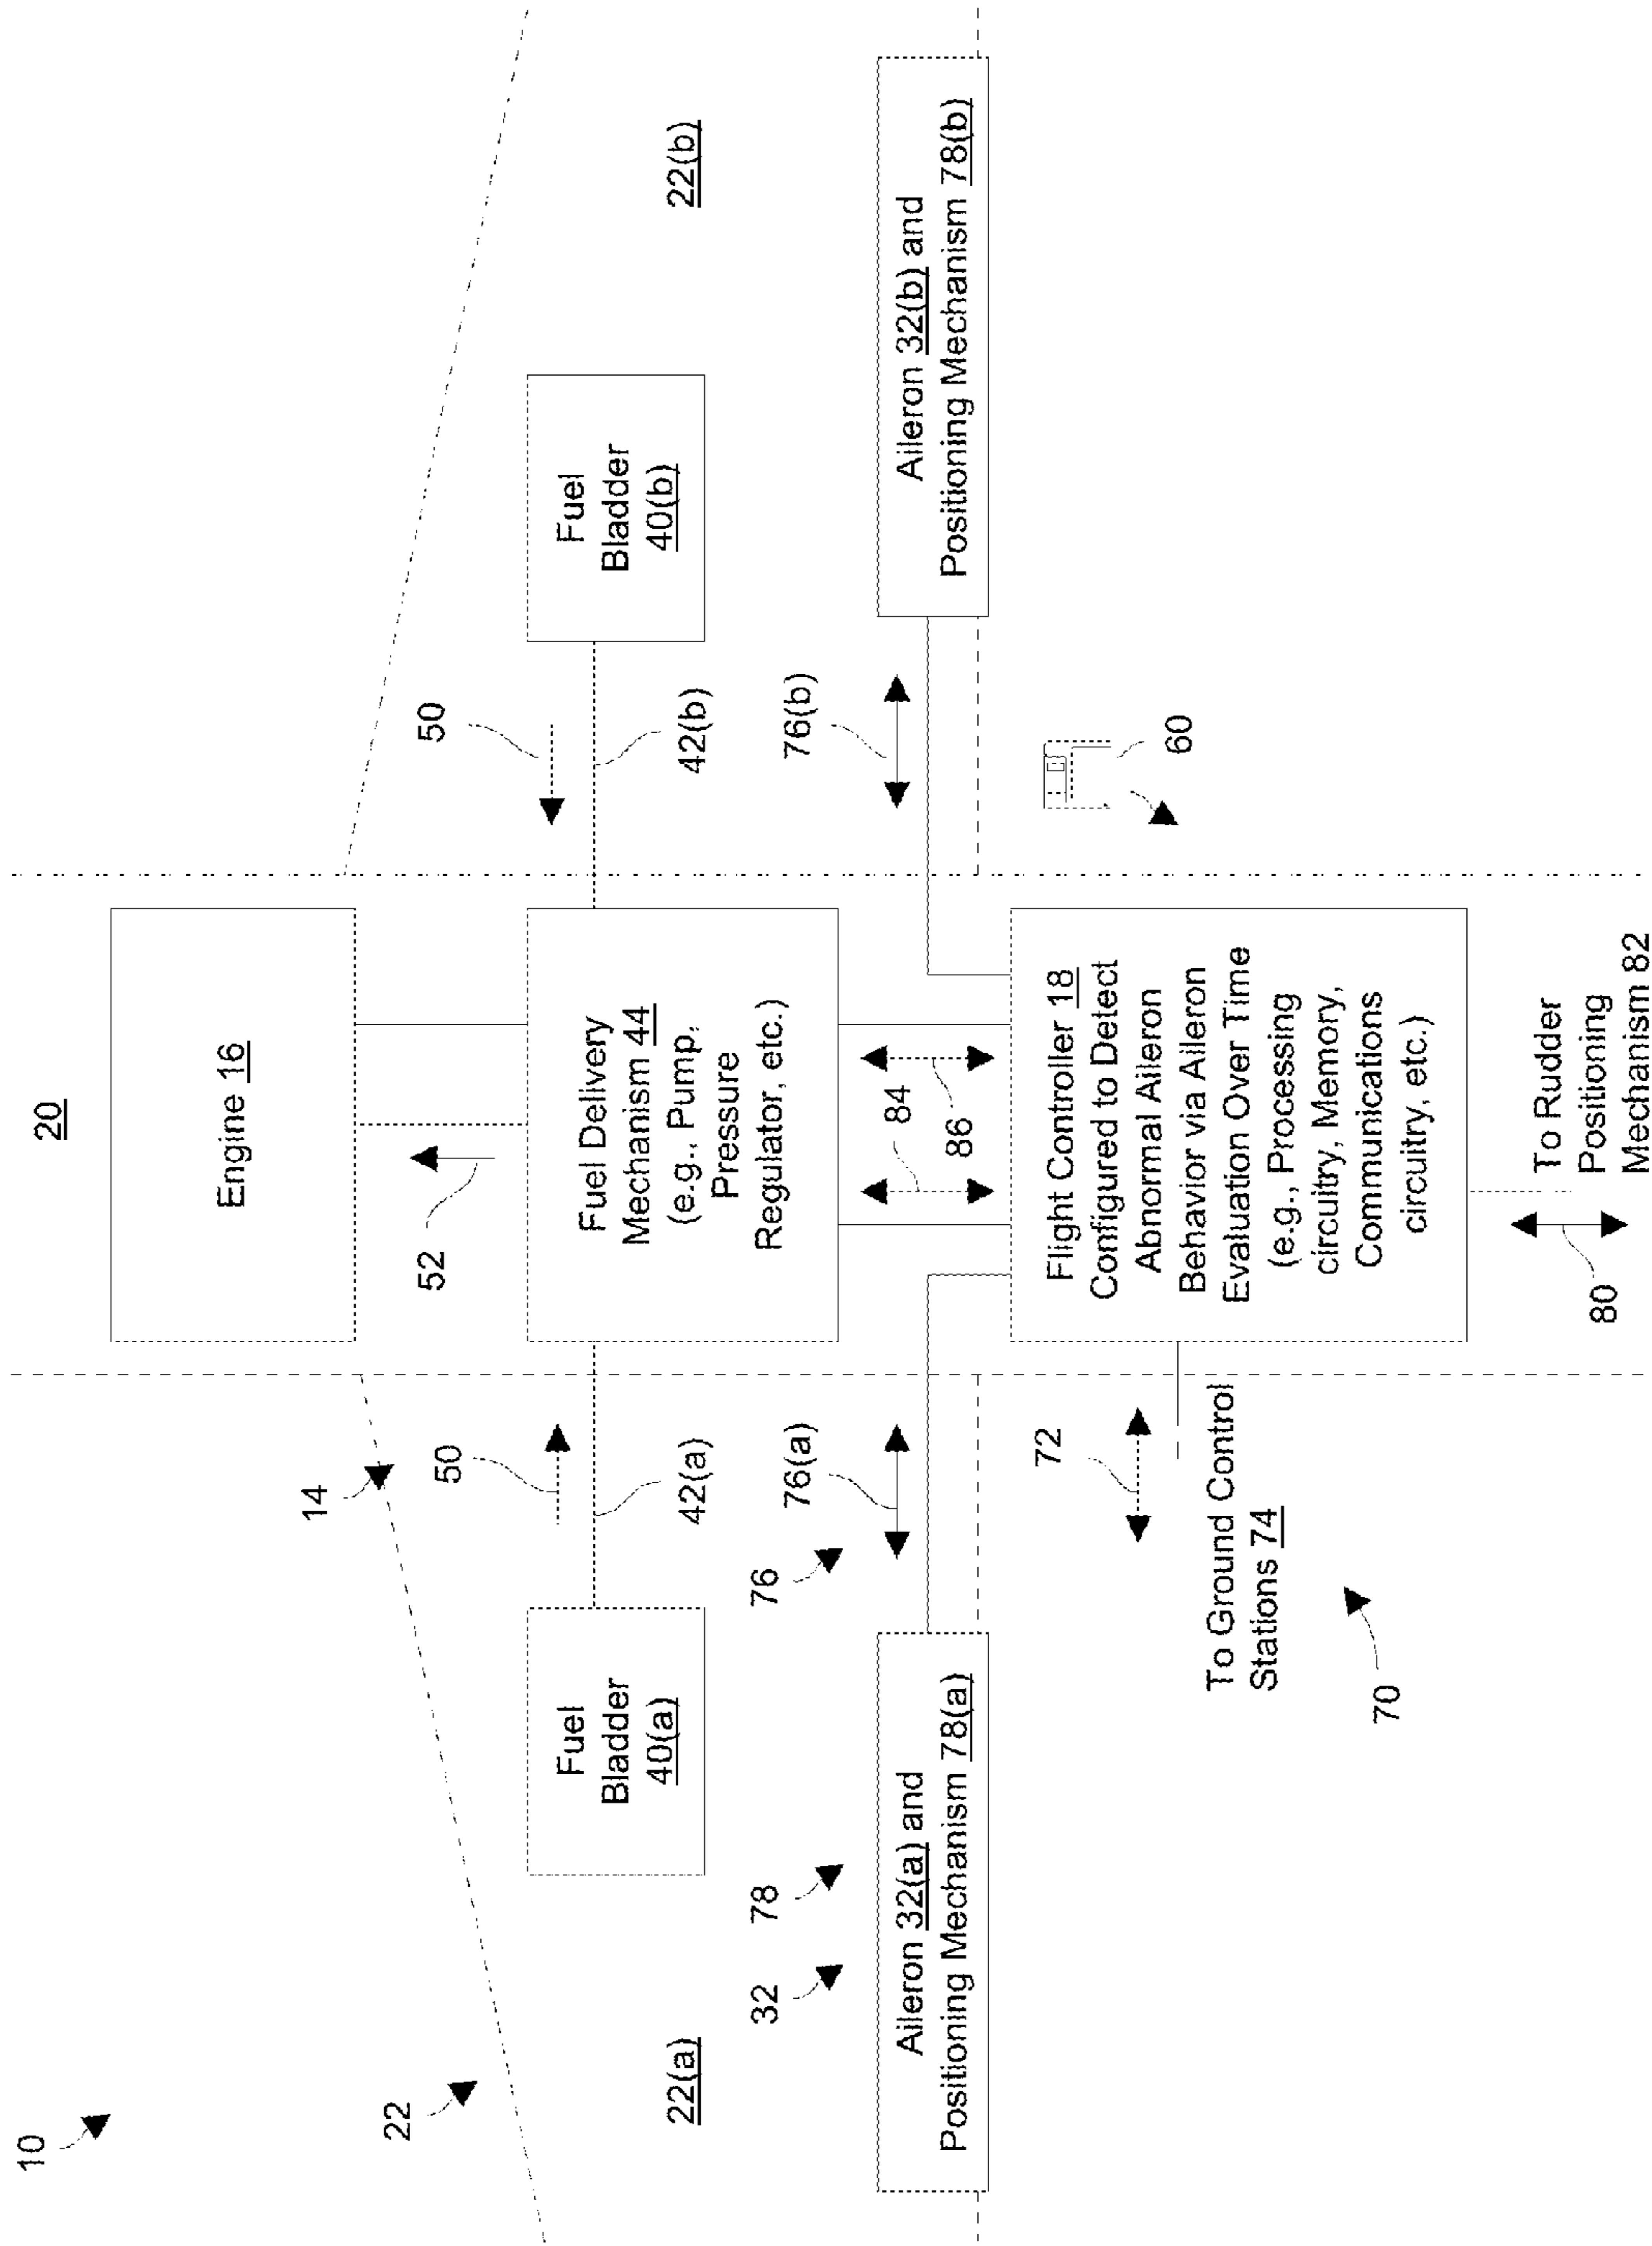 10
20
Engine 16
14
22
52
50
50
Fuel
Bladder
40(a)
Fuel Delivery
Mechanism 44
(e.g., Pump,
Pressure
Regulator, etc.)
Fuel
Bladder
40(b)
22(a)
42(a)
42(b)
22(b)
32
78
76
76(a)
84
86
76(b)
Aileron 32(a) and
Positioning Mechanism 78(a)
Aileron 32(b) and
Positioning Mechanism 78(b)
72
Flight Controller 18
Configured to Detect
Abnormal Aileron
Behavior via Aileron
Evaluation Over Time
(e.g., Processing
circuitry, Memory,
Communications
circuitry, etc.)
60
To Ground Control
Stations 74
70
80
To Rudder
Positioning
Mechanism 82